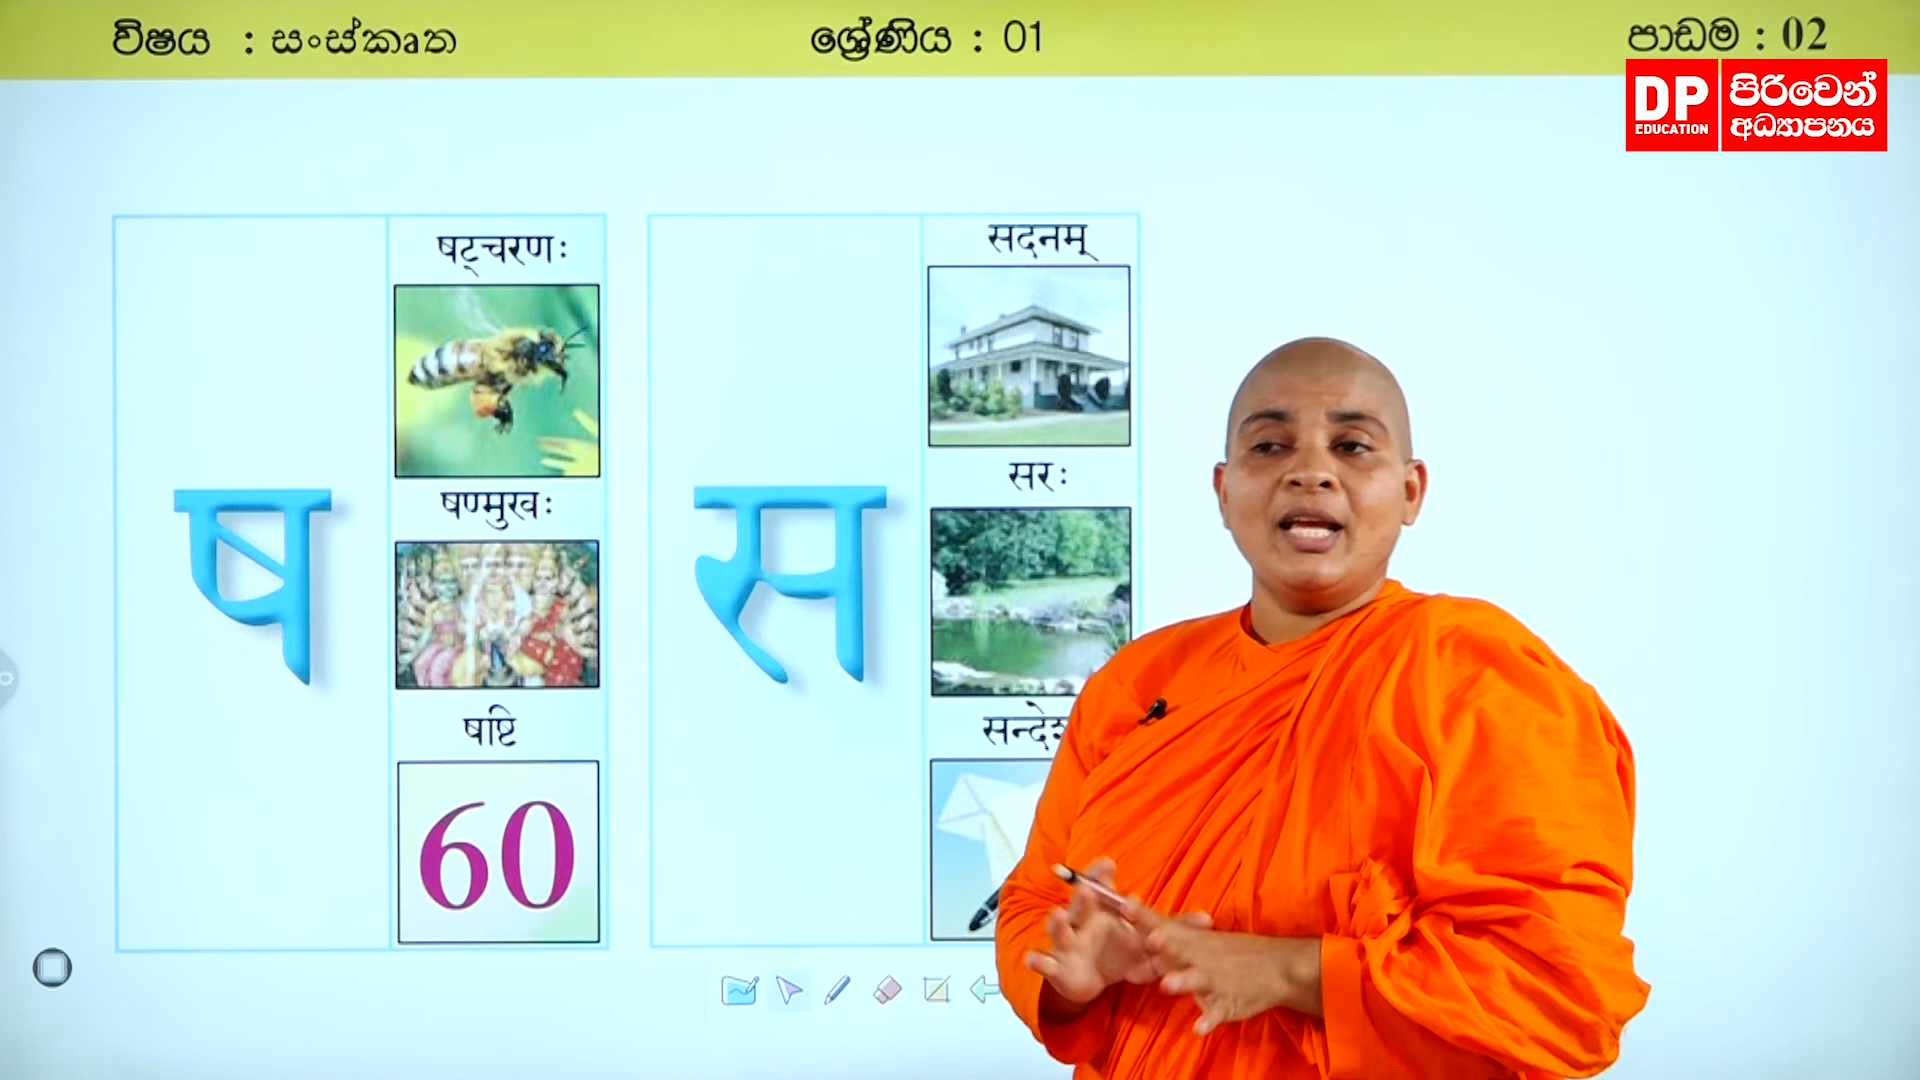 විෂය : සංස්කෘත
ශ්‍රේණිය : 01
පාඩම : 02
DP
EDUCATION
පිරිවෙන්
අධ්‍යාපනය
ष
षट्चरणः
षण्मुखः
षष्टि
60
स
सदनम्
सरः